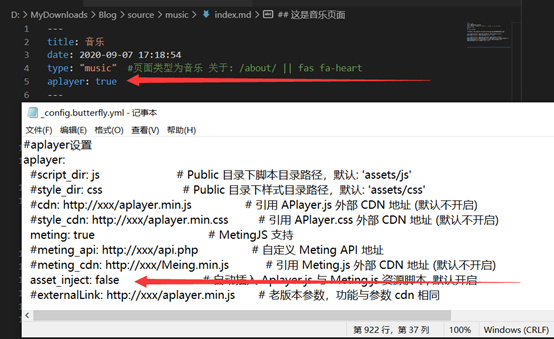 D: > MyDownloads > Blog > source > music > index.md > ## 这是音乐页面
1 ---
2 title: 音乐
3 date: 2020-09-07 17:18:54
4 type: "music" #页面类型为音乐 关于: /about/ || fas fa-heart
5 aplayer: true
6 ---
_config.butterfly.yml - 记事本
文件(F) 编辑(E) 格式(O) 查看(V) 帮助(H)
#aplayer设置
aplayer:
#script_dir: js # Public 目录下脚本目录路径，默认: 'assets/js'
#style_dir: css # Public 目录下样式目录路径，默认: 'assets/css'
#cdn: http://xxx/aplayer.min.js # 引用 APlayer.js 外部 CDN 地址 (默认不开启)
#style_cdn: http://xxx/aplayer.min.css # 引用 APlayer.css 外部 CDN 地址 (默认不开启)
meting: true # MetingJS 支持
#meting_api: http://xxx/api.php # 自定义 Meting API 地址
#meting_cdn: http://xxx/Meing.min.js # 引用 Meting.js 外部 CDN 地址 (默认不开启)
asset_inject: false # 自动插入 Aplayer.js 与 Meting.js 资源脚本, 默认开启
#externalLink: http://xxx/aplayer.min.js # 老版本参数，功能与参数 cdn 相同
第 922 行，第 37 列 100% Windows (CRLF)